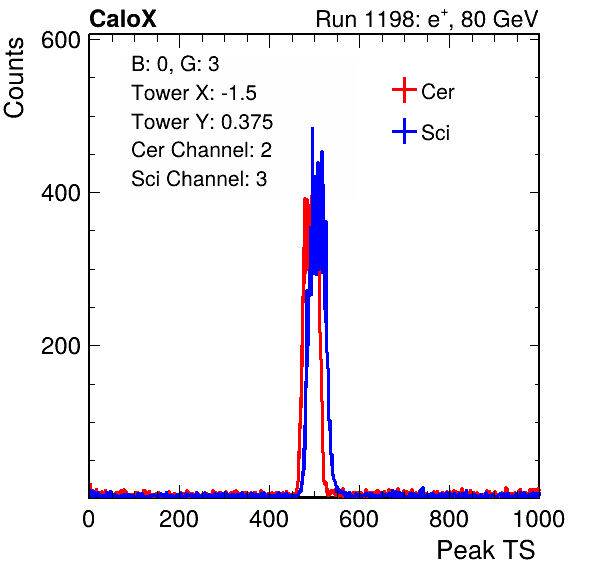 CaloX Run 1198: e⁺, 80 GeV
Counts
600
400
200
B: 0, G: 3
Tower X: -1.5
Tower Y: 0.375
Cer Channel: 2
Sci Channel: 3
Cer
Sci
0 200 400 600 800 1000
Peak TS